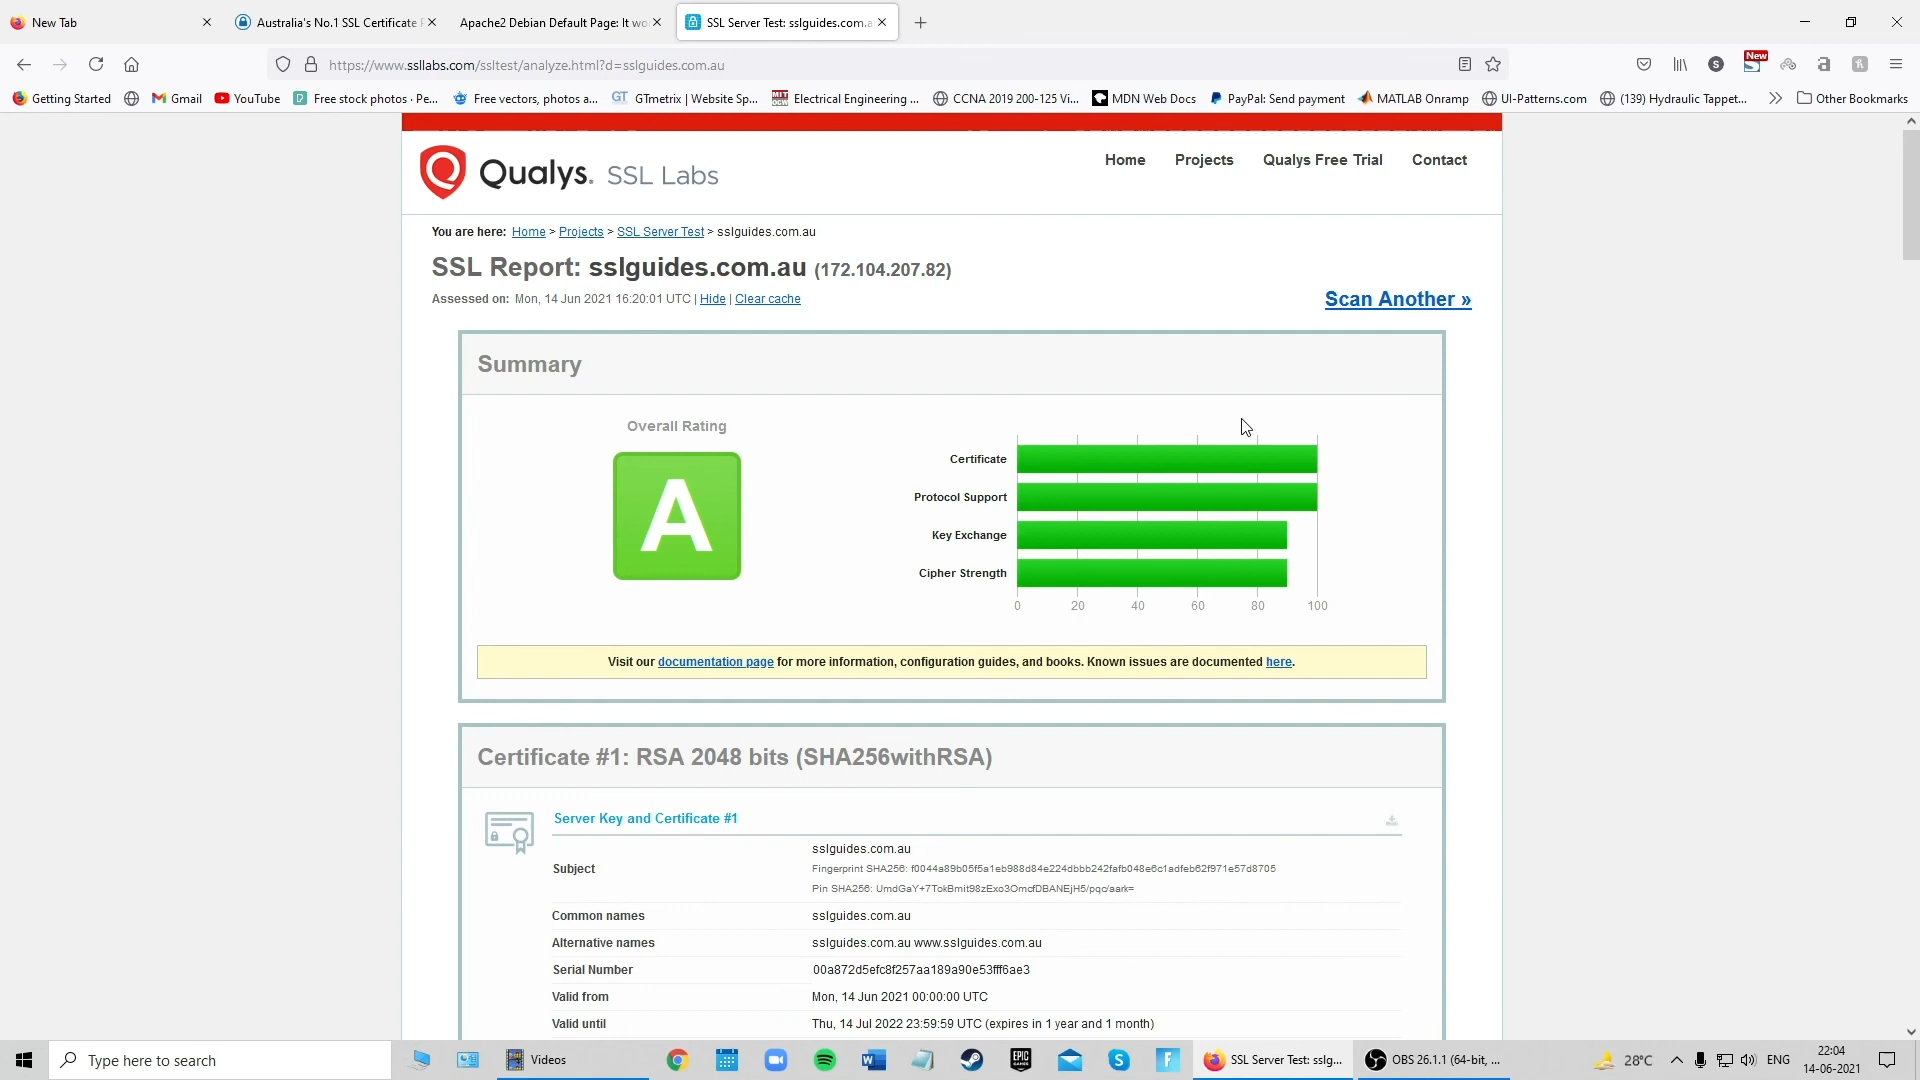 New Tab
Australia's No.1 SSL Certificate
Apache2 Debian Default Page: It wo
SSL Server Test: sslguides.com.a
https://www.ssllabs.com/ssltest/analyze.html?d=sslguides.com.au
New
Getting Started
Gmail
YouTube
Free stock photos · Pe...
Free vectors, photos a...
GT GTmetrix | Website Sp...
Electrical Engineering ...
CCNA 2019 200-125 Vi...
MDN Web Docs
PayPal: Send payment
MATLAB Onramp
UI-Patterns.com
(139) Hydraulic Tappet...
Other Bookmarks
Qualys. SSL Labs
Home Projects Qualys Free Trial Contact
You are here: Home > Projects > SSL Server Test > sslguides.com.au
SSL Report: sslguides.com.au (172.104.207.82)
Assessed on: Mon, 14 Jun 2021 16:20:01 UTC | Hide | Clear cache
Scan Another »
Summary
Overall Rating
A
Certificate
Protocol Support
Key Exchange
Cipher Strength
0 20 40 60 80 100
Visit our documentation page for more information, configuration guides, and books. Known issues are documented here.
Certificate #1: RSA 2048 bits (SHA256withRSA)
Server Key and Certificate #1
Subject
sslguides.com.au
Fingerprint SHA256: f0044a89b05f5a1eb988d84e224dbbb242fafb048e6c1adfeb62f971e57d8705
Pin SHA256: UmdGaY+7TokBmit98zExo3OmcfDBANEjH5/pqc/aark=
Common names sslguides.com.au
Alternative names sslguides.com.au www.sslguides.com.au
Serial Number 00a872d5efc8f257aa189a90e53fff6ae3
Valid from Mon, 14 Jun 2021 00:00:00 UTC
Valid until Thu, 14 Jul 2022 23:59:59 UTC (expires in 1 year and 1 month)
Type here to search
Videos
EPIC GAMES
SSL Server Test: sslg...
OBS 26.1.1 (64-bit, ...
28°C
ENG
22:04
14-06-2021